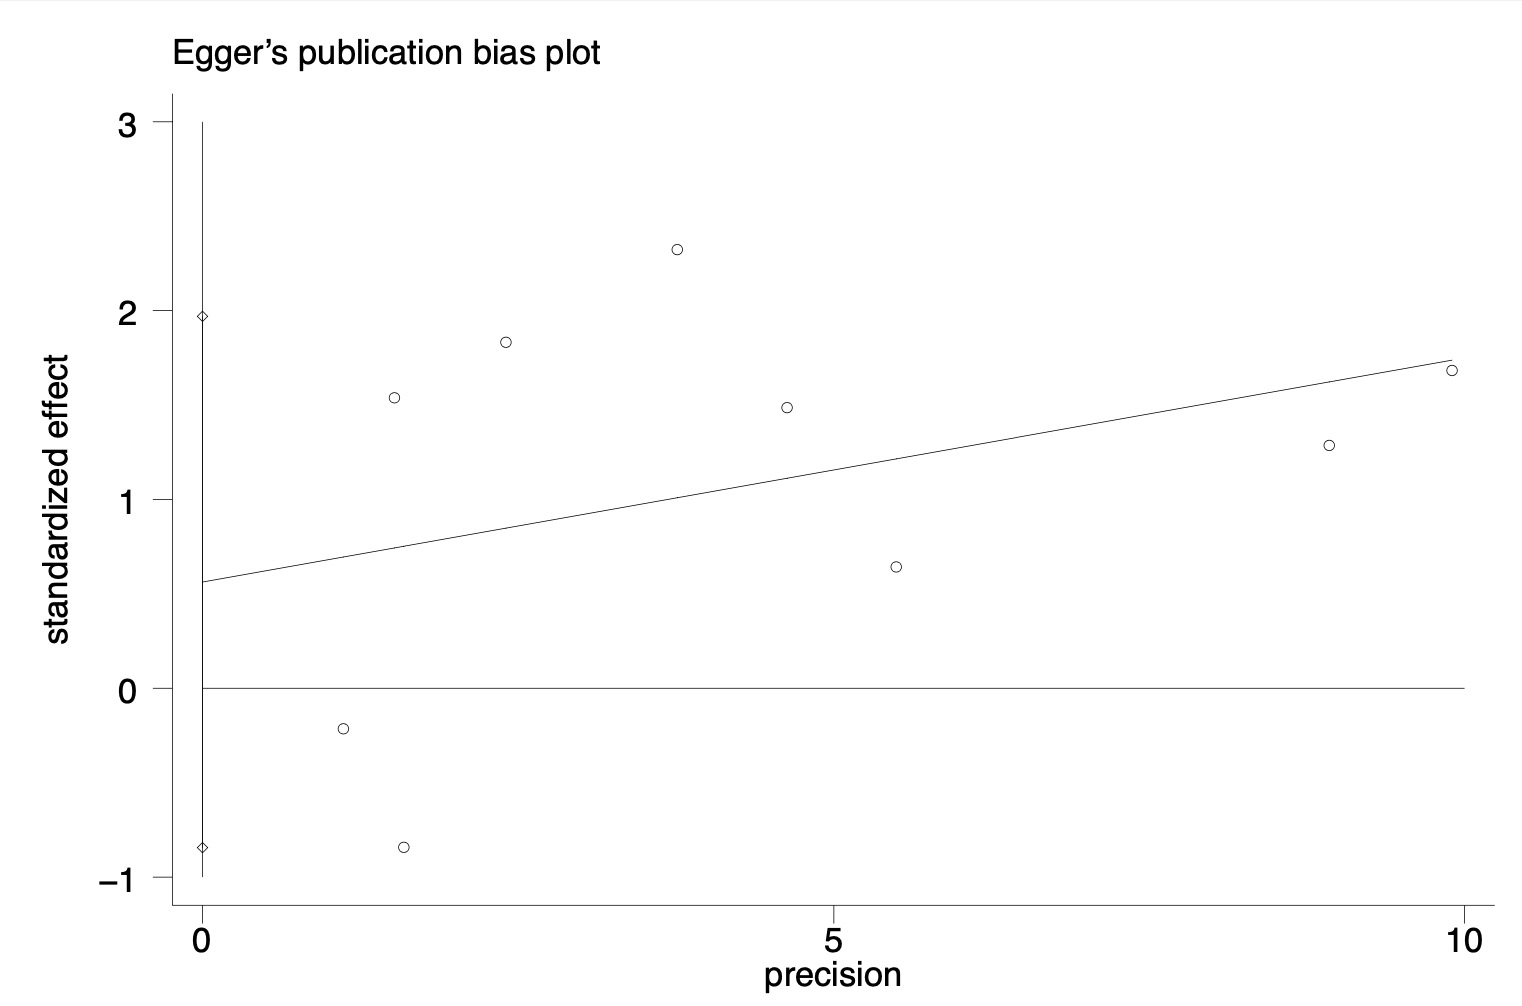 Egger’s publication bias plot
3
2
1
0
−1
standardized effect
0
5
10
precision